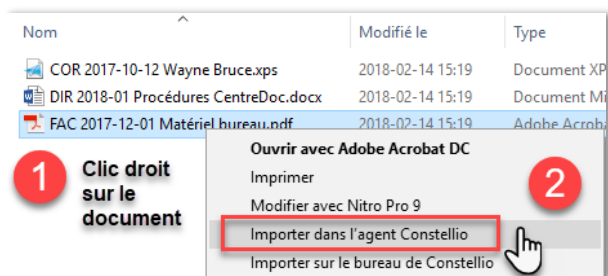 Nom Modifié le Type
COR 2017-10-12 Wayne Bruce.xps 2018-02-14 15:19 Document XP
DIR 2018-01 Procédures CentreDoc.docx 2018-02-14 15:19 Document Mi
FAC 2017-12-01 Matériel bureau.pdf 2018-02-14 15:19 Adobe Acrob
Ouvrir avec Adobe Acrobat DC
1 Clic droit
sur le
document
2
Imprimer
Modifier avec Nitro Pro 9
Importer dans l'agent Constellio
Importer sur le bureau de Constellio